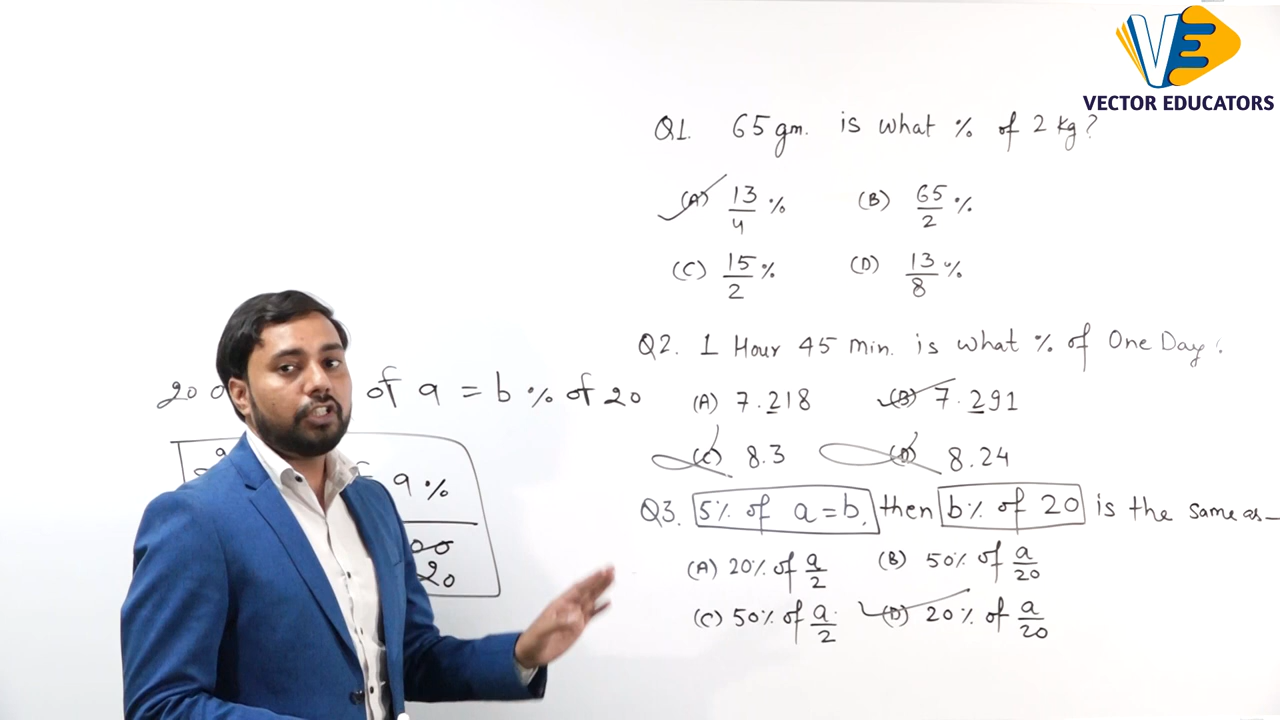 VE
VECTOR EDUCATORS
Q1. 65 gm. is what % of 2 kg?
(A) 13/4 % (B) 65/2 %
(C) 15/2 % (D) 13/8 %
Q2. 1 Hour 45 min. is what % of One Day?
(A) 7.218 (B) 7.291
(C) 8.3 (D) 8.24
Q3. 5% of a = b, then b% of 20 is the same as –
(A) 20% of a/2 (B) 50% of a/20
(C) 50% of a/2 (D) 20% of a/20
20 of a = b % of 20
a %
20